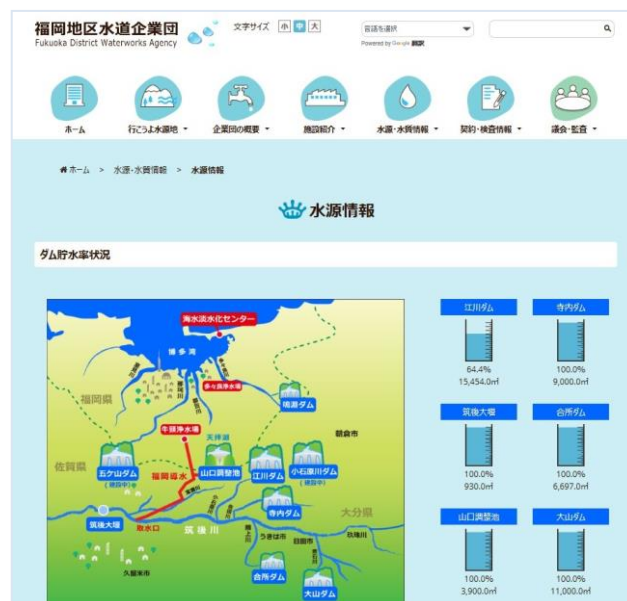 福岡地区水道企業団
Fukuoka District Waterworks Agency
文字サイズ 小 中 大
言語を選択
Powered by Google 翻訳
ホーム
行こうよ水源地
企業団の概要
施設紹介
水源・水質情報
契約・検査情報
議会・監査
ホーム > 水源・水質情報 > 水源情報
水源情報
ダム貯水率状況
海水淡水化センター
博多湾
多々良浄水場
福岡県
鳴淵ダム
牛頸浄水場
天拝湖
朝倉市
佐賀県
五ケ山ダム
(建設中)
福岡導水
山口調整池
江川ダム
小石原川ダム
(建設中)
寺内ダム
大分県
筑後大堰
取水口
筑後川
うきは市
日田市
玖珠川
久留米市
合所ダム
大山ダム
江川ダム
64.4%
15,454.0㎥
寺内ダム
100.0%
9,000.0㎥
筑後大堰
100.0%
930.0㎥
合所ダム
100.0%
6,697.0㎥
山口調整池
100.0%
3,900.0㎥
大山ダム
100.0%
11,000.0㎥